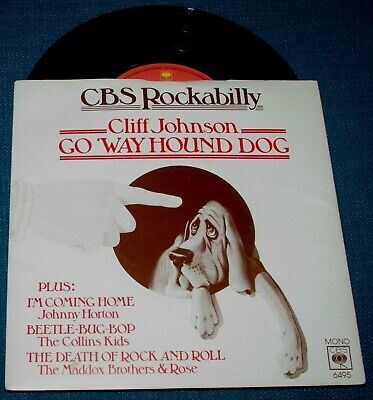 CBS Rockabilly
Cliff Johnson
GO 'WAY HOUND DOG
PLUS:
I'M COMING HOME
Johnny Horton
BEETLE-BUG-BOP
The Collins Kids
THE DEATH OF ROCK AND ROLL
The Maddox Brothers & Rose
MONO
CBS
6495